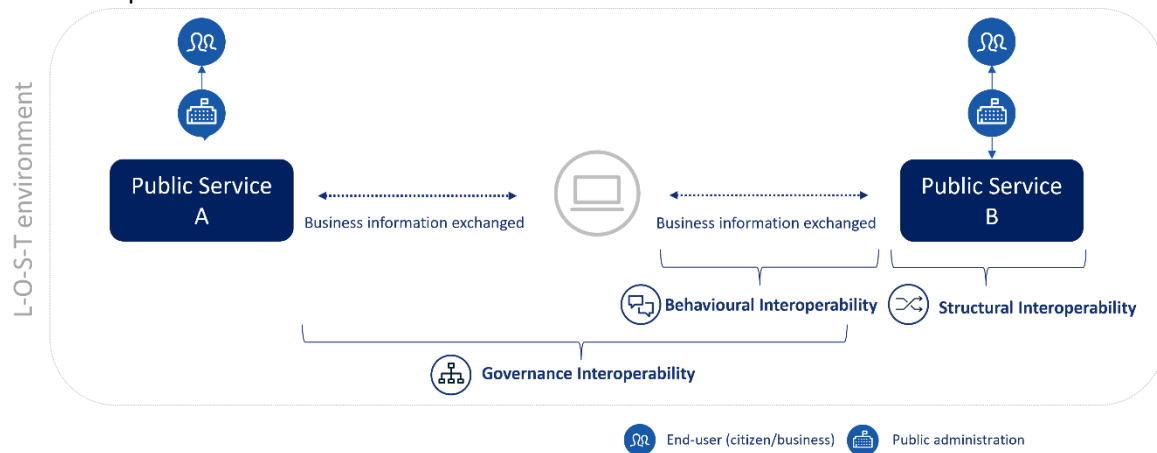 L-O-S-T environment
Public Service
A
Business information exchanged
Business information exchanged
Public Service
B
Behavioural Interoperability
Structural Interoperability
Governance Interoperability
End-user (citizen/business)
Public administration